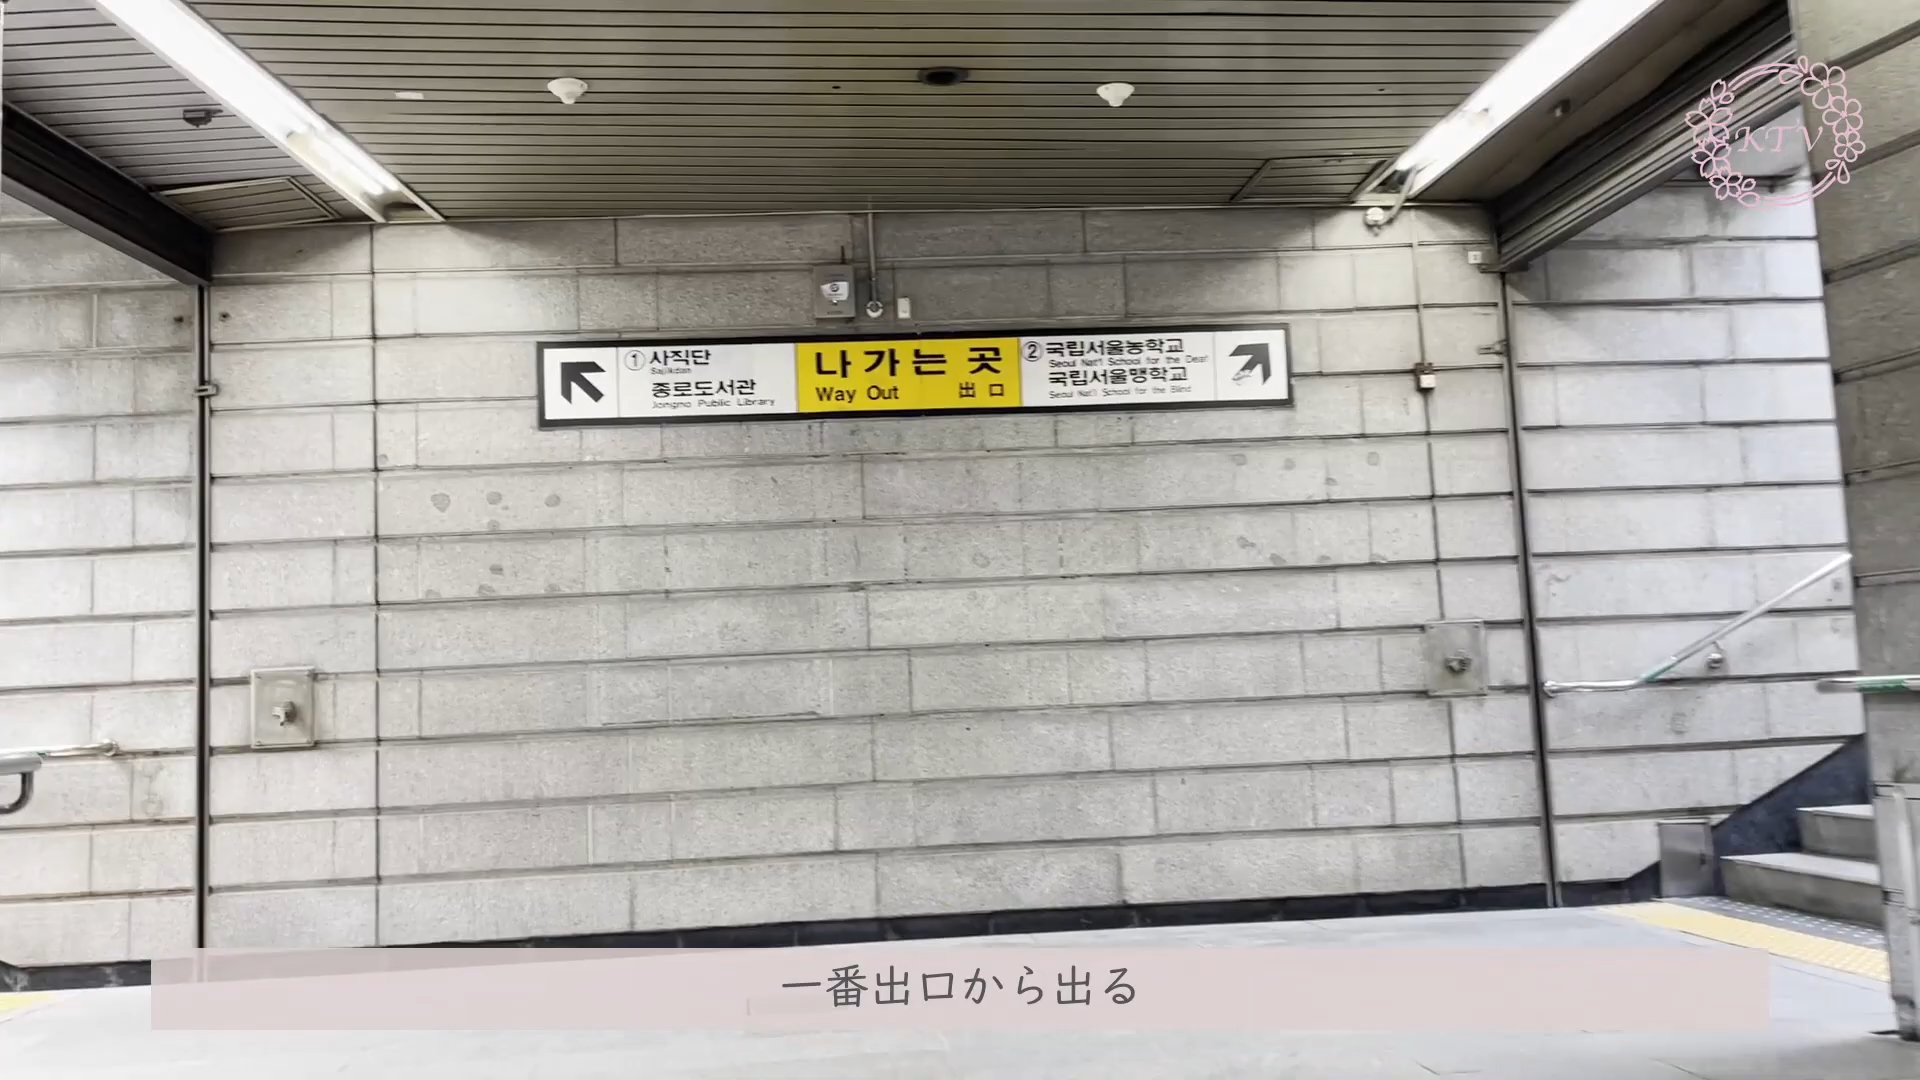 KTV
① 사직단
Sajikdan
종로도서관
Jongno Public Library
나가는 곳
Way Out 出口
② 국립서울농학교
Seoul Nat'l School for the Deaf
국립서울맹학교
Seoul Nat'l School for the Blind
一番出口から出る